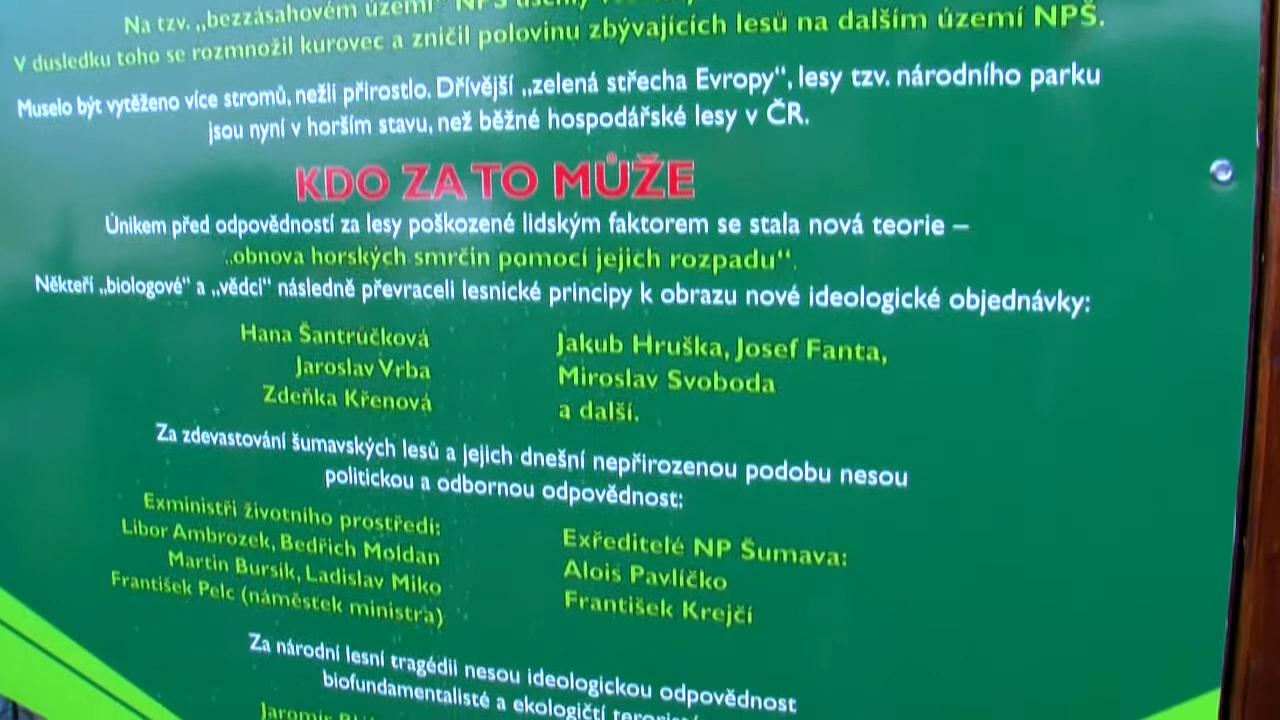 Na tzv. „bezzásahovém území“ NPŠ
V dusledku toho se rozmnožil kurovec a zničil polovinu zbývajících lesů na dalším území NPŠ.
Muselo být vytěženo více stromů, nežli přirostlo. Dřívější „zelená střecha Evropy“, lesy tzv. národního parku
jsou nyní v horším stavu, než běžné hospodářské lesy v ČR.
KDO ZA TO MŮŽE
Únikem před odpovědností za lesy poškozené lidským faktorem se stala nová teorie –
„obnova horských smrčin pomocí jejich rozpadu“.
Někteří „biologové“ a „vědci“ následně převraceli lesnické principy k obrazu nové ideologické objednávky:
Hana Šantrůčková
Jaroslav Vrba
Zdeňka Křenová
Jakub Hruška, Josef Fanta,
Miroslav Svoboda
a další.
Za zdevastování šumavských lesů a jejich dnešní nepřirozenou podobu nesou
politickou a odbornou odpovědnost:
Exministři životního prostředí:
Libor Ambrozek, Bedřich Moldan
Martin Bursík, Ladislav Miko
František Pelc (náměstek ministra)
Exředitelé NP Šumava:
Alois Pavlíčko
František Krejčí
Za národní lesní tragédii nesou ideologickou odpovědnost
biofundamentalisté a ekologičtí
Jaromír